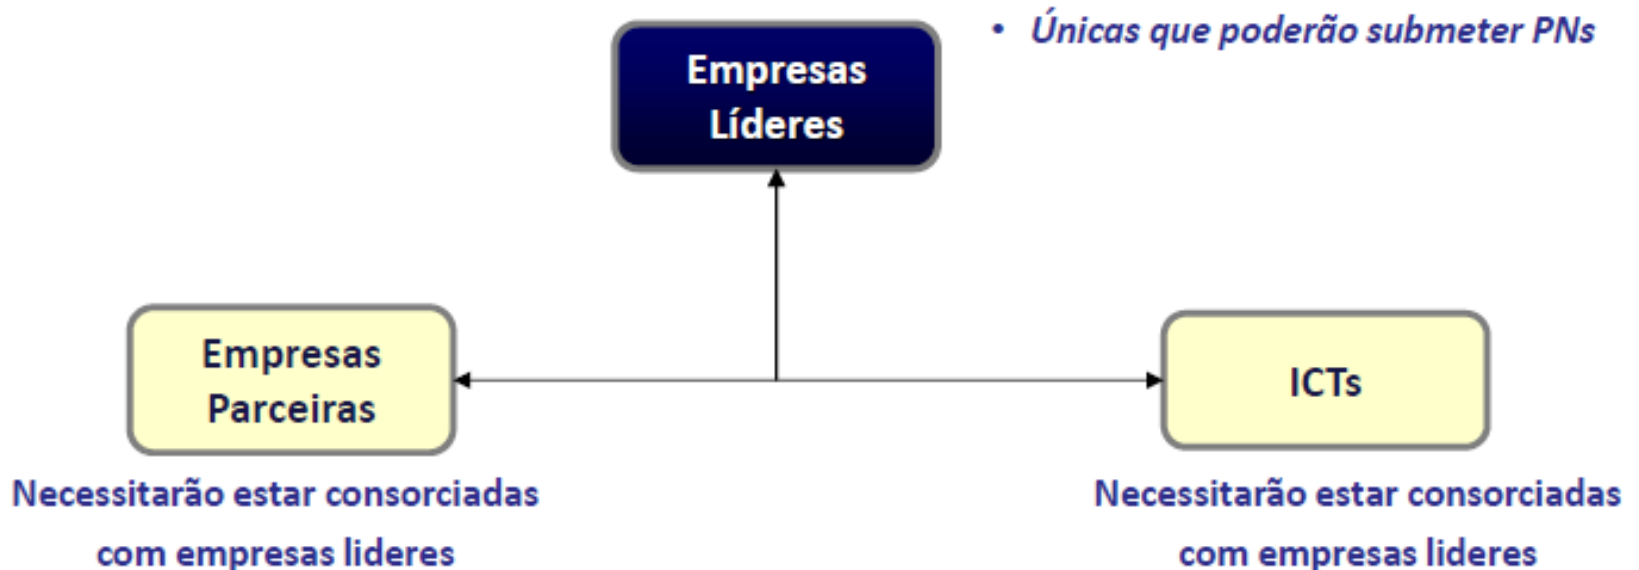 • Únicas que poderão submeter PNs
Empresas
Líderes
Empresas
Parceiras
ICTs
Necessitarão estar consorciadas
com empresas lideres
Necessitarão estar consorciadas
com empresas lideres